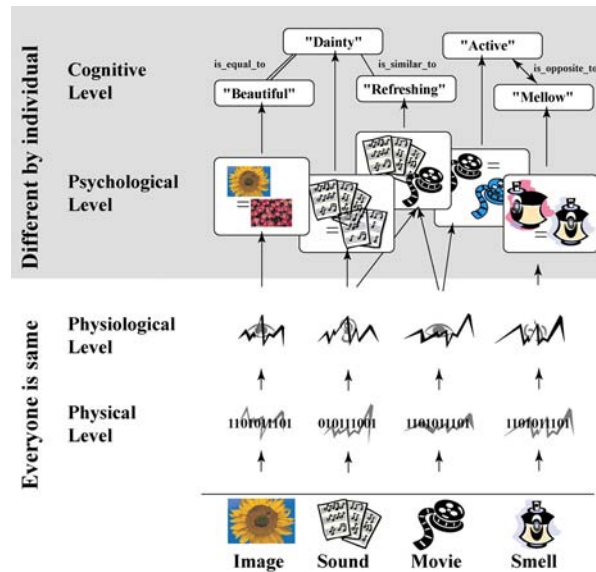 "Dainty"
"Active"
Cognitive
Level
is_equal_to
is_similar_to
is_opposite_to
"Beautiful"
"Refreshing"
"Mellow"
Different by individual
Psychological
Level
=
=
=
=
Everyone is same
Physiological
Level
Physical
Level
1101011101
010111001
1101011101
1101011101
Image
Sound
Movie
Smell